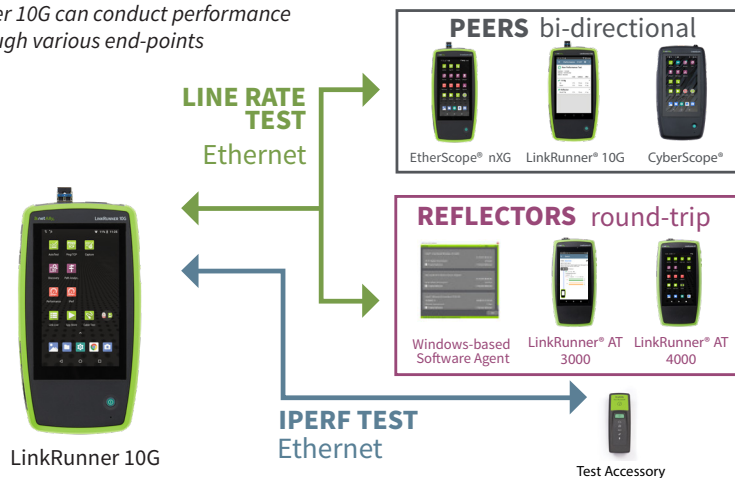 er 10G can conduct performance
ugh various end-points
LINE RATE
TEST
Ethernet
PEERS bi-directional
EtherScope® nXG LinkRunner® 10G CyberScope®
REFLECTORS round-trip
Windows-based
Software Agent
LinkRunner® AT
3000
LinkRunner® AT
4000
IPERF TEST
Ethernet
LinkRunner 10G
Test Accessory